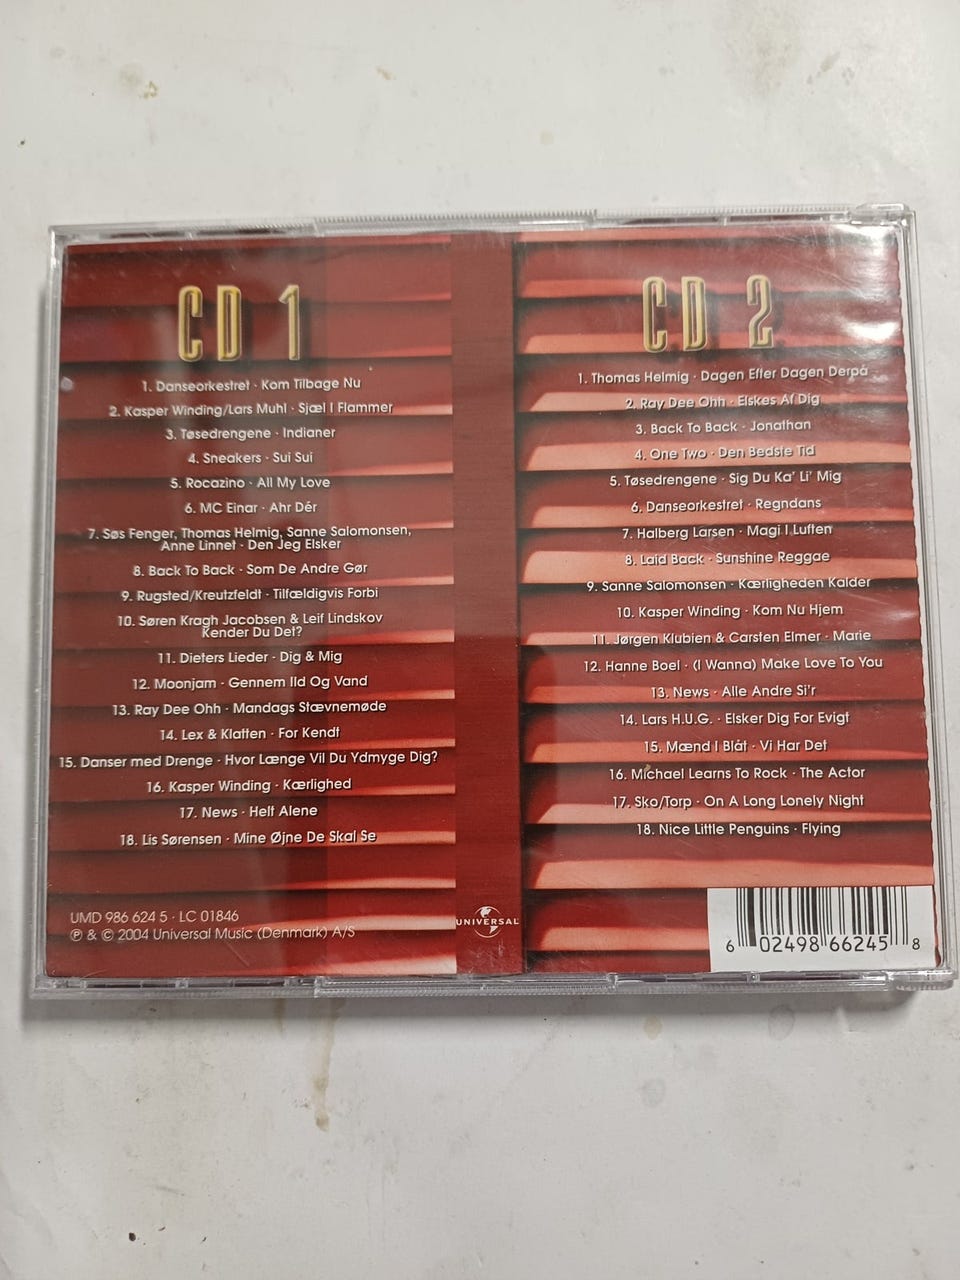 CD 1
1. Danseorkestret · Kom Tilbage Nu
2. Kasper Winding/Lars Muhl · Sjæl I Flammer
3. Tøsedrengene · Indianer
4. Sneakers · Sui Sui
5. Rocazino · All My Love
6. MC Einar · Ahr Dér
7. Søs Fenger, Thomas Helmig, Sanne Salomonsen,
Anne Linnet · Den Jeg Elsker
8. Back To Back · Som De Andre Gør
9. Rugsted/Kreutzfeldt · Tilfældigvis Forbi
10. Søren Kragh Jacobsen & Leif Lindskov
Kender Du Det?
11. Dieters Lieder · Dig & Mig
12. Moonjam · Gennem Ild Og Vand
13. Ray Dee Ohh · Mandags Stævnemøde
14. Lex & Klatten · For Kendt
15. Danser med Drenge · Hvor Længe Vil Du Ydmyge Dig?
16. Kasper Winding · Kærlighed
17. News · Helt Alene
18. Lis Sørensen · Mine Øjne De Skal Se
UMD 986 624 5 · LC 01846
℗ & © 2004 Universal Music (Denmark) A/S
UNIVERSAL
CD 2
1. Thomas Helmig · Dagen Efter Dagen Derpå
2. Ray Dee Ohh · Elskes Af Dig
3. Back To Back · Jonathan
4. One Two · Den Bedste Tid
5. Tøsedrengene · Sig Du Ka' Li' Mig
6. Danseorkestret · Regndans
7. Halberg Larsen · Magi I Luften
8. Laid Back · Sunshine Reggae
9. Sanne Salomonsen · Kærligheden Kalder
10. Kasper Winding · Kom Nu Hjem
11. Jørgen Klubien & Carsten Elmer · Marie
12. Hanne Boel · (I Wanna) Make Love To You
13. News · Alle Andre Si'r
14. Lars H.U.G. · Elsker Dig For Evigt
15. Mænd I Blåt · Vi Har Det
16. Michael Learns To Rock · The Actor
17. Sko/Torp · On A Long Lonely Night
18. Nice Little Penguins · Flying
6 02498 66245 8